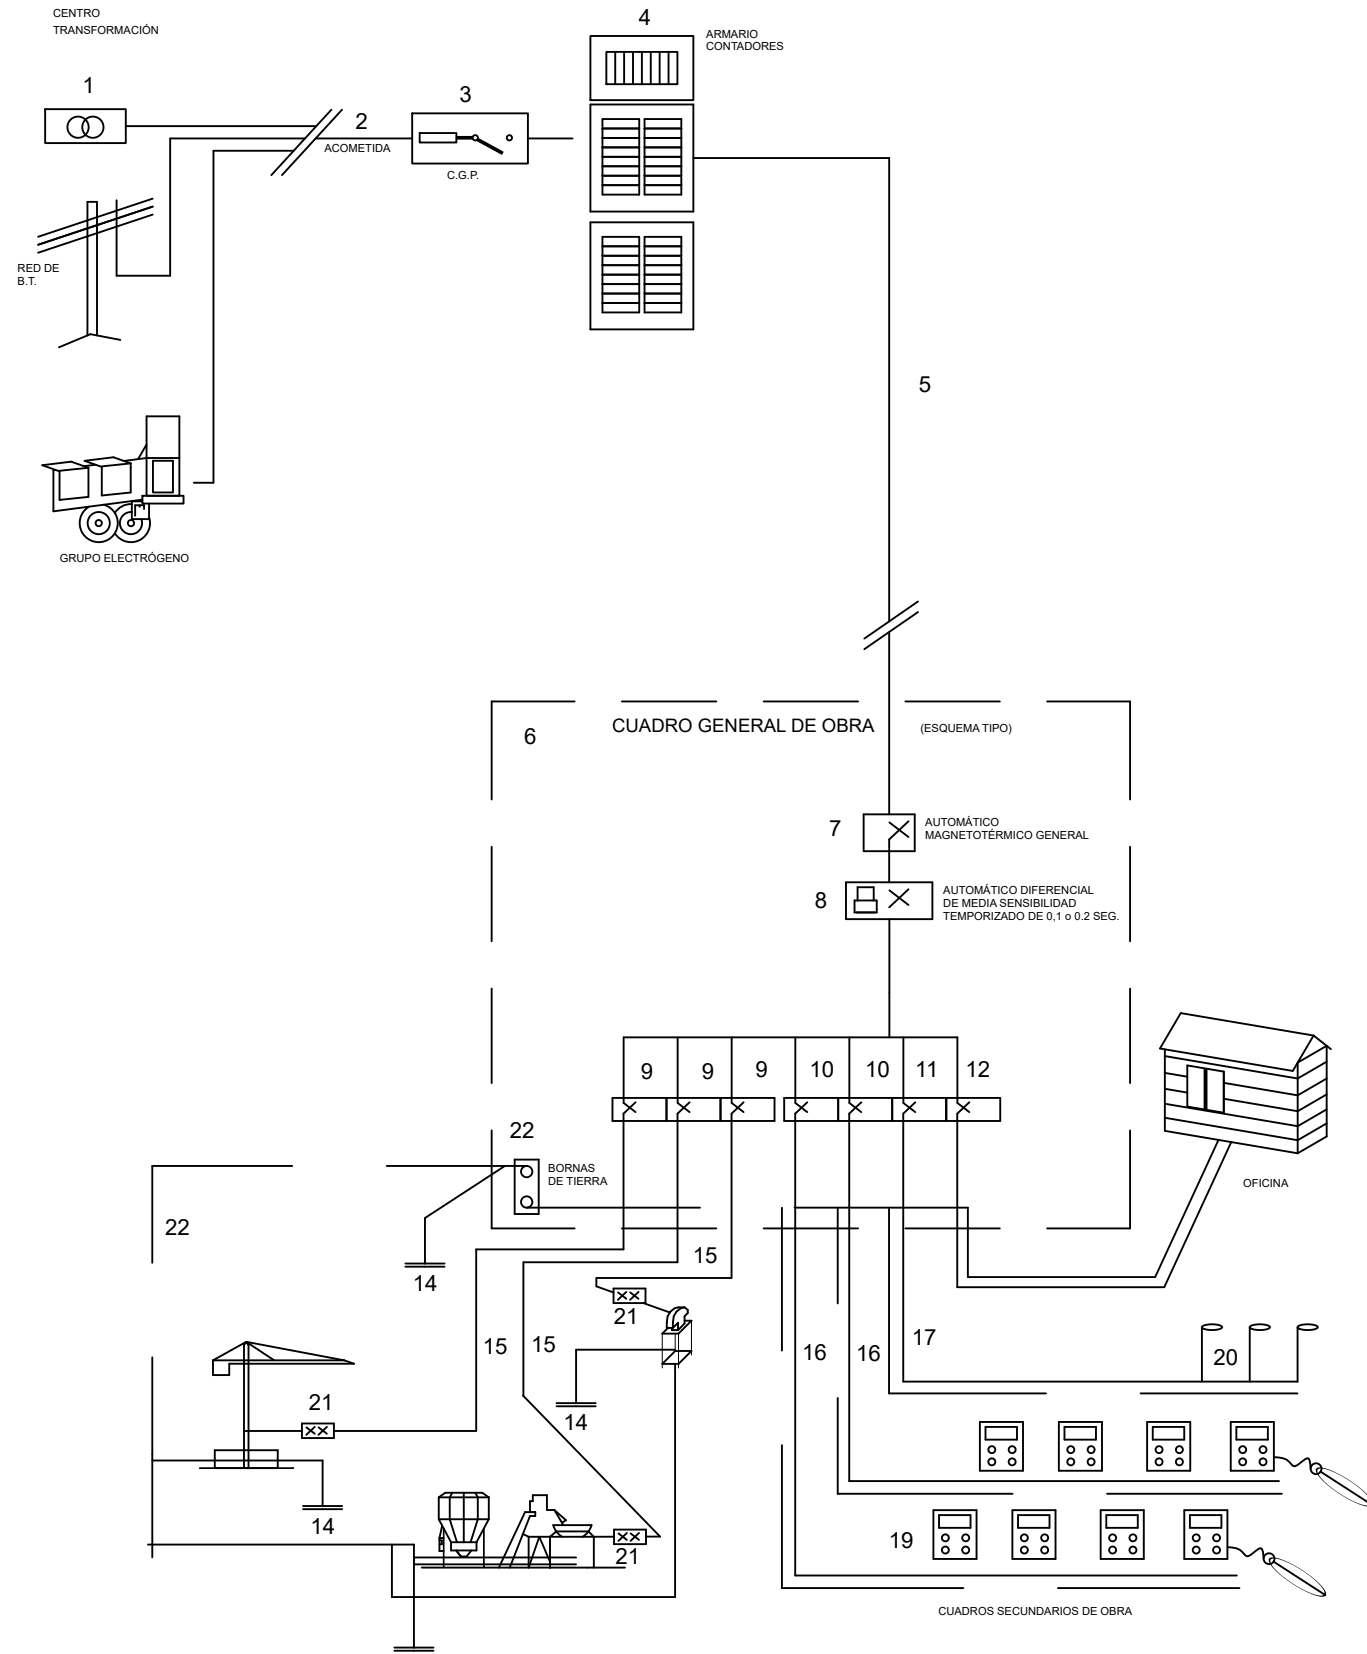 CENTRO
TRANSFORMACIÓN
4
ARMARIO
CONTADORES
1
3
2
ACOMETIDA
C.G.P.
RED DE
B.T.
5
GRUPO ELECTRÓGENO
6
CUADRO GENERAL DE OBRA
(ESQUEMA TIPO)
7
AUTOMÁTICO
MAGNETOTÉRMICO GENERAL
8
AUTOMÁTICO DIFERENCIAL
DE MEDIA SENSIBILIDAD
TEMPORIZADO DE 0,1 o 0.2 SEG.
9
9
9
10
10
11
12
22
BORNAS
DE TIERRA
OFICINA
22
15
14
21
15
15
16
16
17
20
21
14
14
21
19
CUADROS SECUNDARIOS DE OBRA